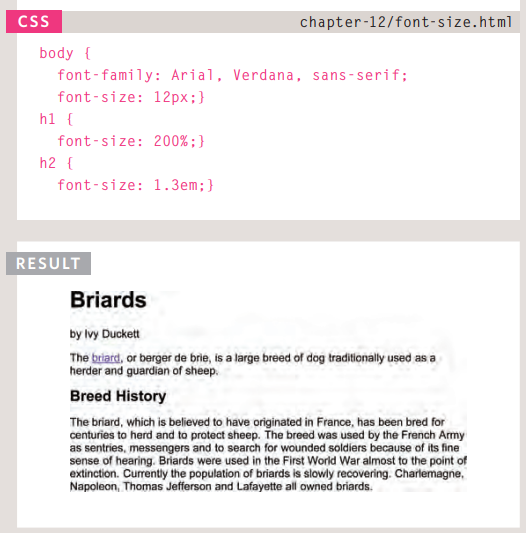 CSS
chapter-12/font-size.html
body {
font-family: Arial, Verdana, sans-serif;
font-size: 12px;}
h1 {
font-size: 200%;}
h2 {
font-size: 1.3em;}
RESULT
Briards
by Ivy Duckett
The briard, or berger de brie, is a large breed of dog traditionally used as a
herder and guardian of sheep.
Breed History
The briard, which is believed to have originated in France, has been bred for
centuries to herd and to protect sheep. The breed was used by the French Army
as sentries, messengers and to search for wounded soldiers because of its fine
sense of hearing. Briards were used in the First World War almost to the point of
extinction. Currently the population of briards is slowly recovering. Charlemagne,
Napoleon, Thomas Jefferson and Lafayette all owned briards.